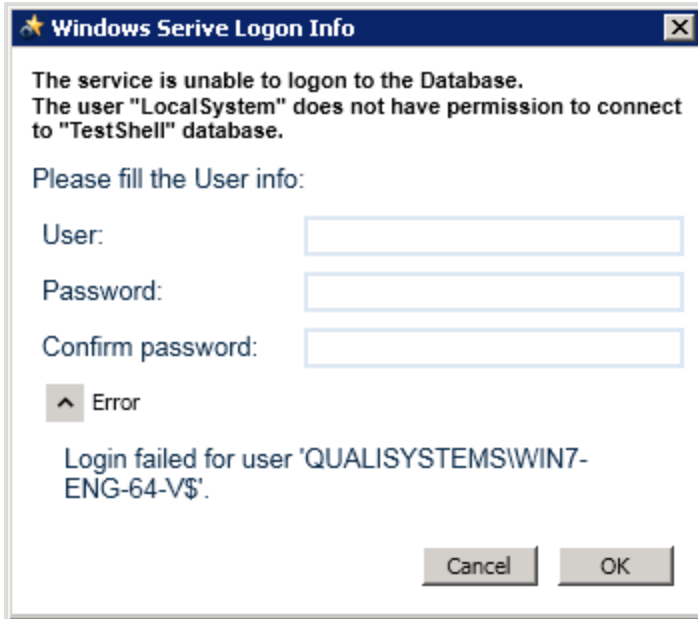 Windows Serive Logon Info
The service is unable to logon to the Database.
The user "LocalSystem" does not have permission to connect
to "TestShell" database.
Please fill the User info:
User:
Password:
Confirm password:
Error
Login failed for user 'QUALISYSTEMS\WIN7-
ENG-64-V$'.
Cancel OK